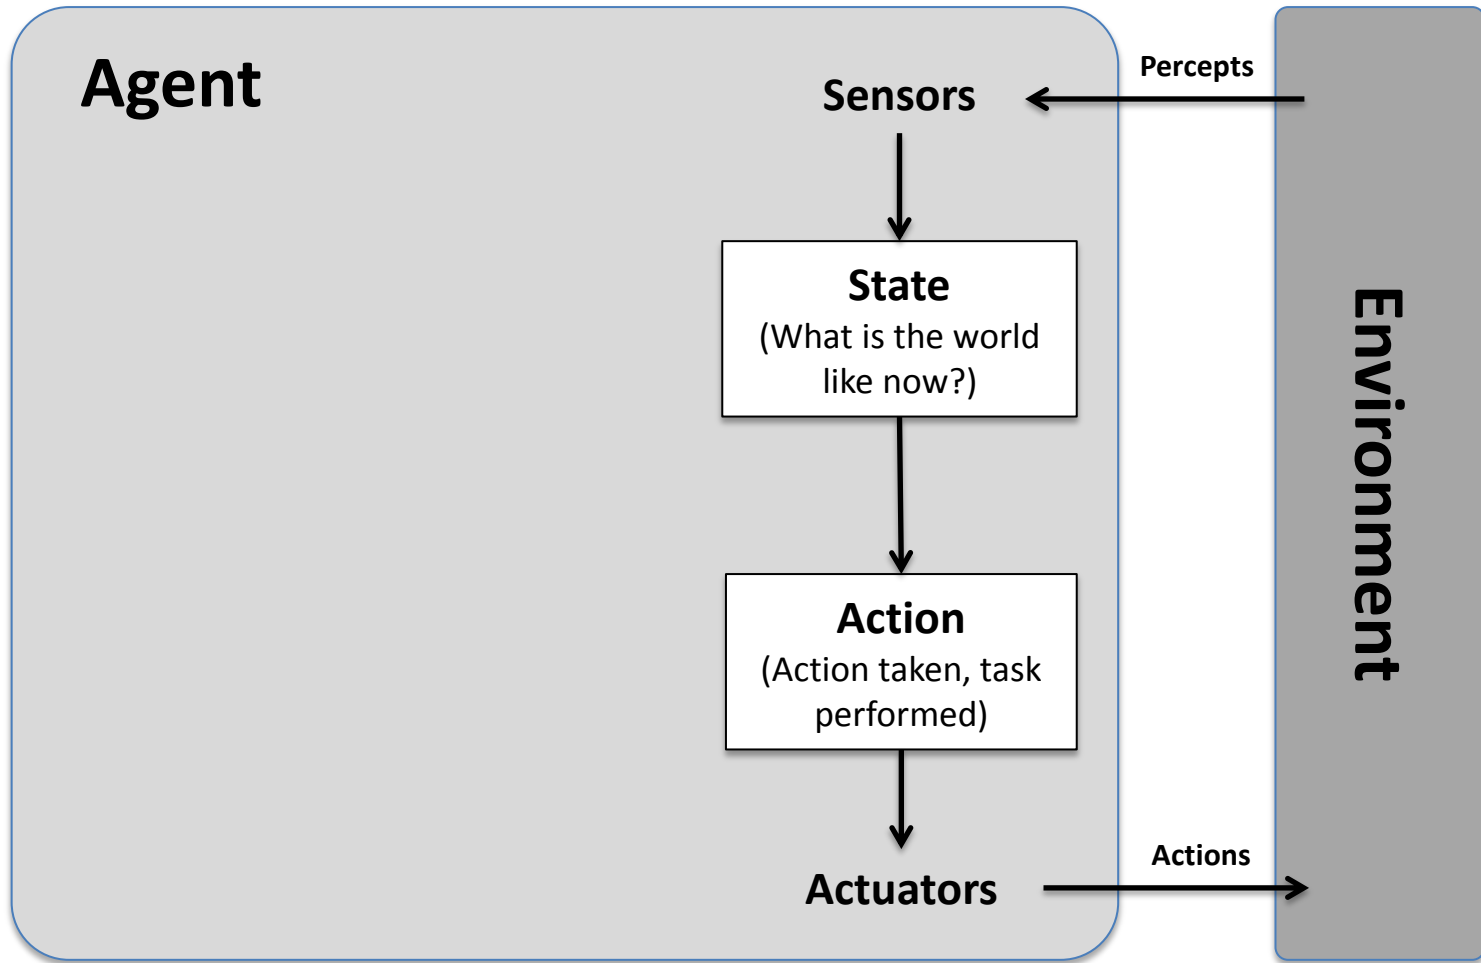 Agent
Percepts
Sensors
State
(What is the world
like now?)
Environment
Action
(Action taken, task
performed)
Actions
Actuators